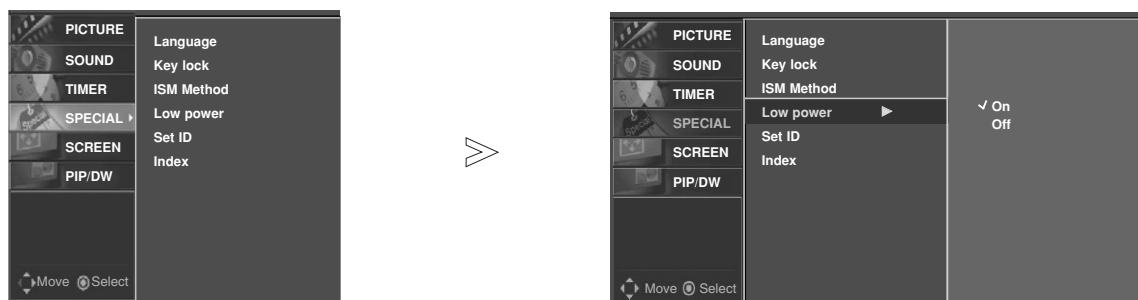 PICTURE
SOUND
TIMER
SPECIAL
SCREEN
PIP/DW
Move Select
Language
Key lock
ISM Method
Low power
Set ID
Index
PICTURE
SOUND
TIMER
SPECIAL
SCREEN
PIP/DW
Move Select
Language
Key lock
ISM Method
Low power
Set ID
Index
On
Off